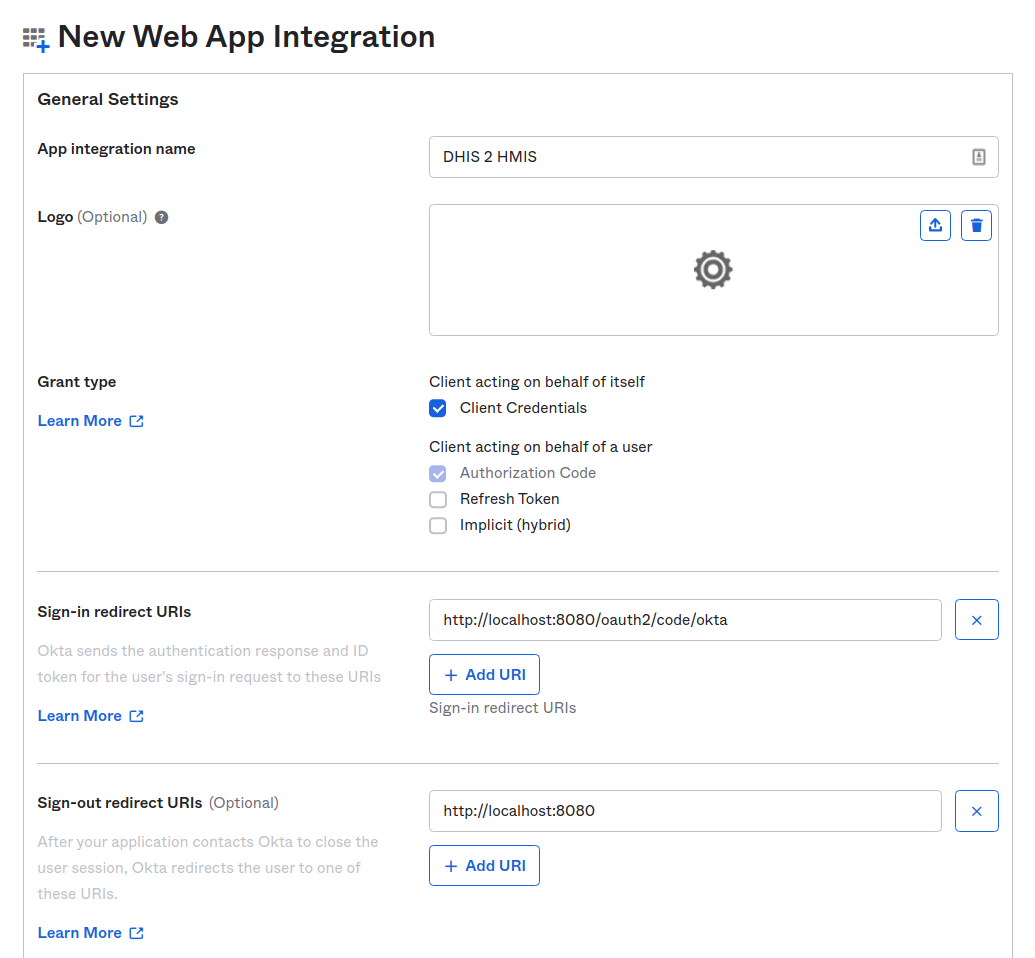 New Web App Integration
General Settings
App integration name
DHIS 2 HMIS
Logo (Optional) ?
Grant type
Learn More
Client acting on behalf of itself
Client Credentials
Client acting on behalf of a user
Authorization Code
Refresh Token
Implicit (hybrid)
Sign-in redirect URIs
Okta sends the authentication response and ID
token for the user's sign-in request to these URIs
Learn More
http://localhost:8080/oauth2/code/okta
+ Add URI
Sign-in redirect URIs
Sign-out redirect URIs (Optional)
After your application contacts Okta to close the
user session, Okta redirects the user to one of
these URIs.
Learn More
http://localhost:8080
+ Add URI